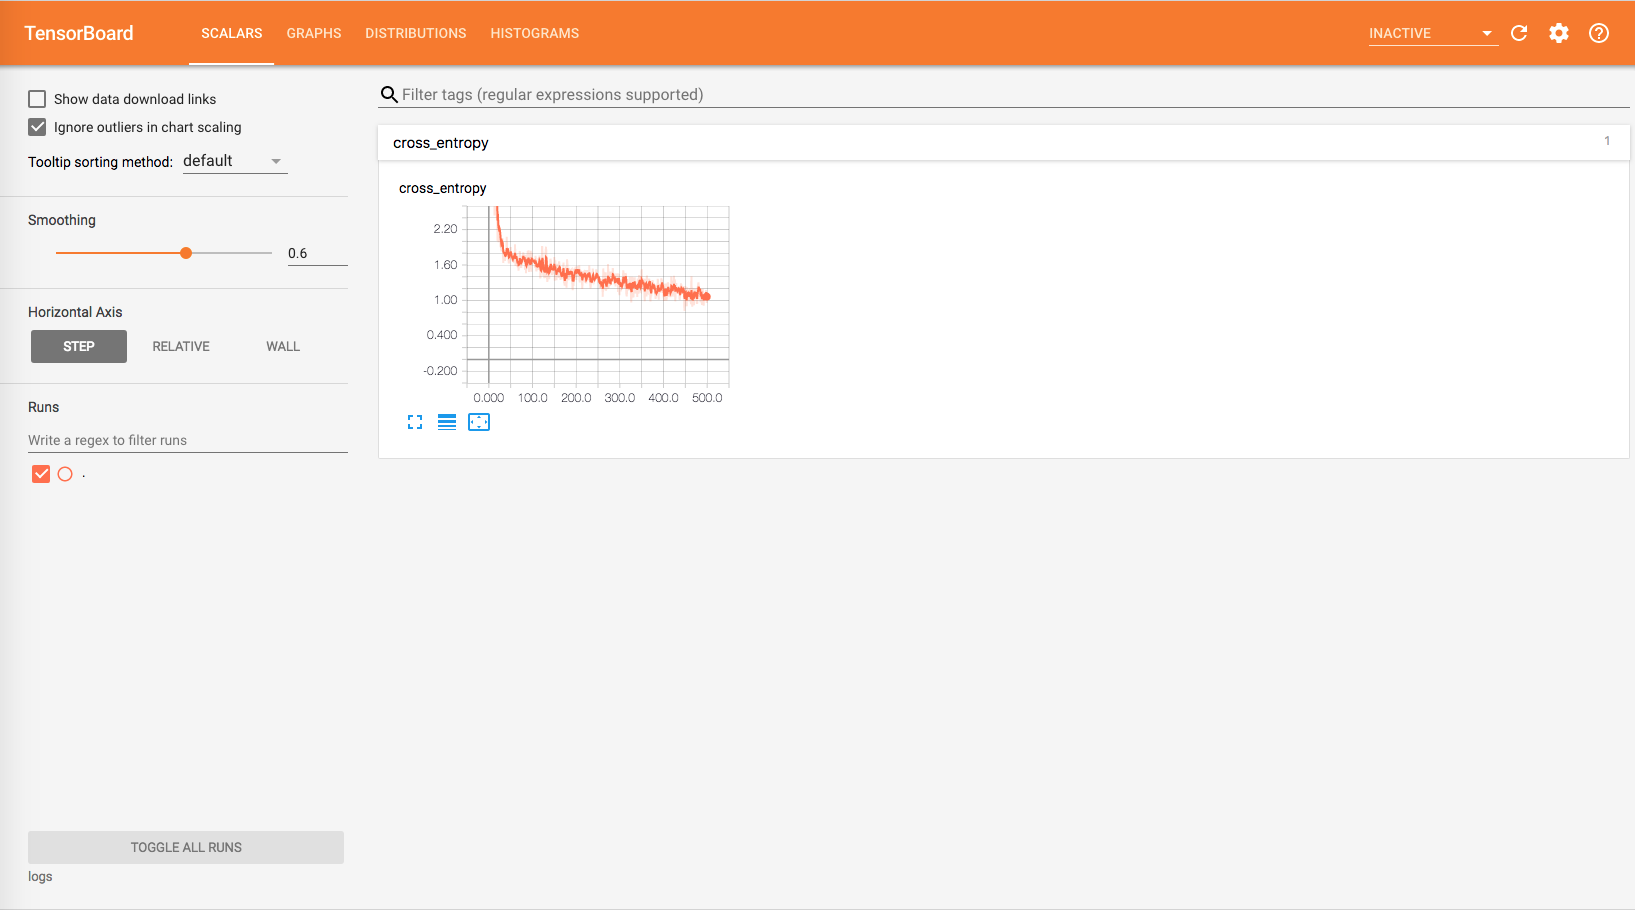 TensorBoard SCALARS GRAPHS DISTRIBUTIONS HISTOGRAMS INACTIVE
Show data download links
Ignore outliers in chart scaling
Tooltip sorting method: default
Smoothing
0.6
Horizontal Axis
STEP RELATIVE WALL
Runs
Write a regex to filter runs
.
TOGGLE ALL RUNS
logs
Filter tags (regular expressions supported)
cross_entropy 1
cross_entropy
2.20
1.60
1.00
0.400
-0.200
0.000 100.0 200.0 300.0 400.0 500.0